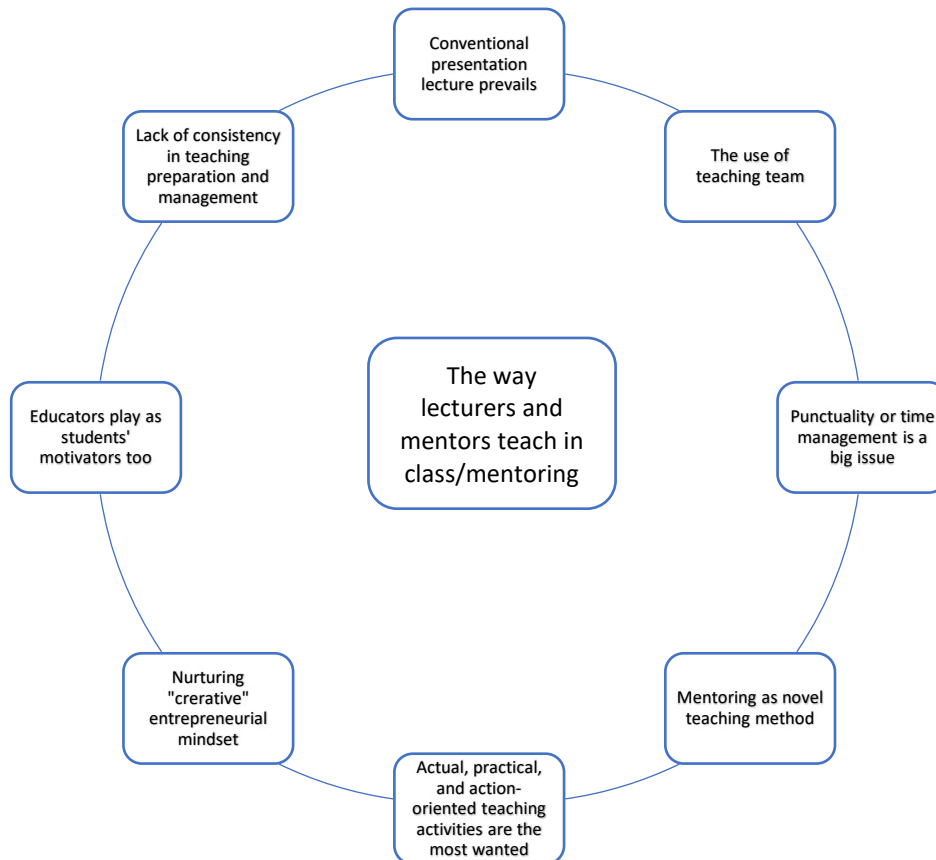 Conventional
presentation
lecture prevails
The use of
teaching team
Punctuality or time
management is a
big issue
Mentoring as novel
teaching method
Actual, practical,
and action-
oriented teaching
activities are the
most wanted
Nurturing
"crerative"
entrepreneurial
mindset
Educators play as
students'
motivators too
Lack of consistency
in teaching
preparation and
management
The way
lecturers and
mentors teach in
class/mentoring